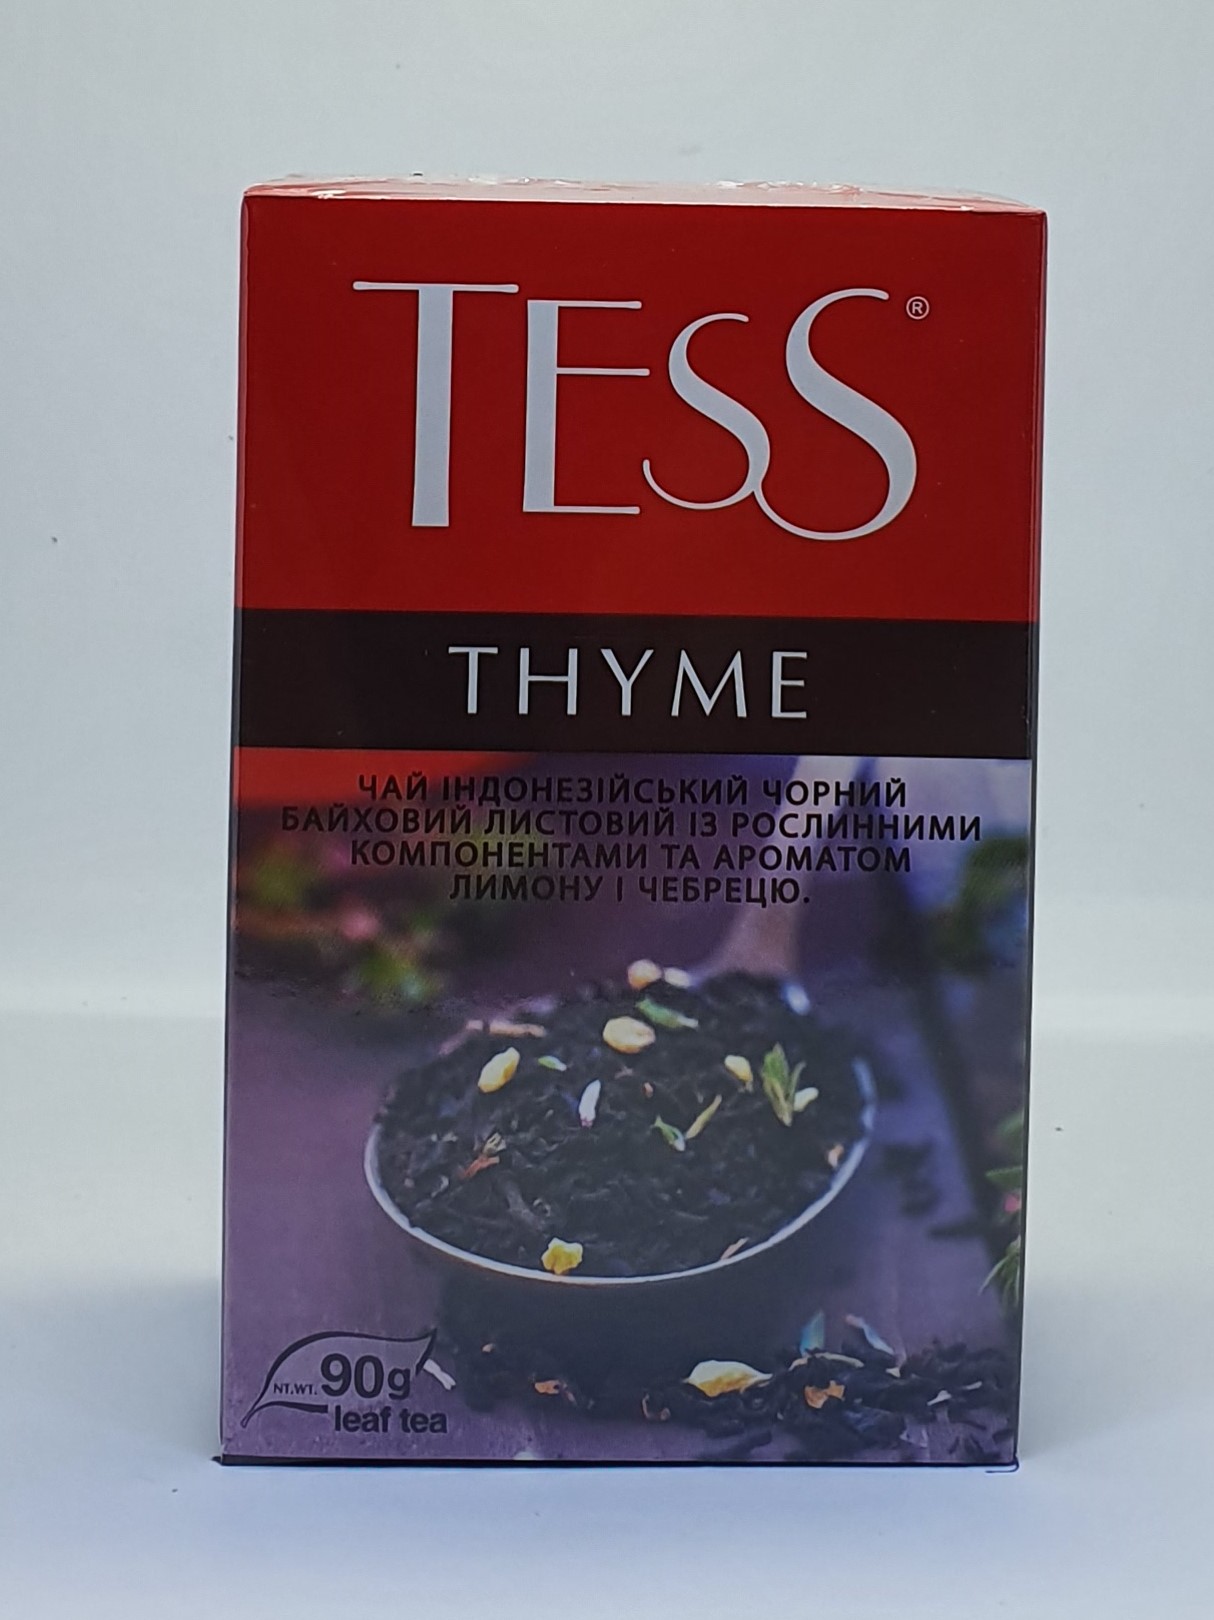 TESS®
THYME
ЧАЙ ІНДОНЕЗІЙСЬКИЙ ЧОРНИЙ
БАЙХОВИЙ ЛИСТОВИЙ ІЗ РОСЛИННИМИ
КОМПОНЕНТАМИ ТА АРОМАТОМ
ЛИМОНУ І ЧЕБРЕЦЮ.
NT.WT. 90g
leaf tea